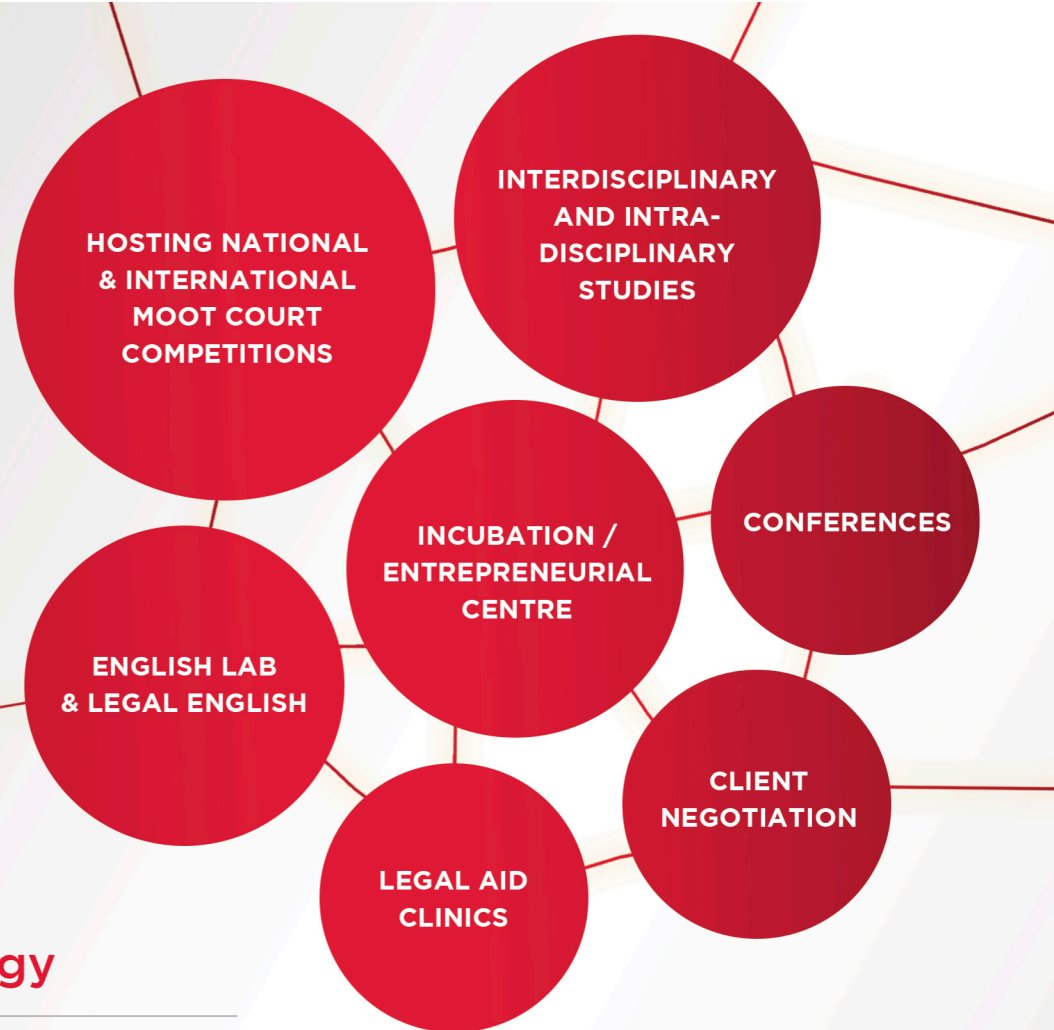 HOSTING NATIONAL
& INTERNATIONAL
MOOT COURT
COMPETITIONS
INTERDISCIPLINARY
AND INTRA-
DISCIPLINARY
STUDIES
INCUBATION /
ENTREPRENEURIAL
CENTRE
CONFERENCES
ENGLISH LAB
& LEGAL ENGLISH
CLIENT
NEGOTIATION
LEGAL AID
CLINICS
gy